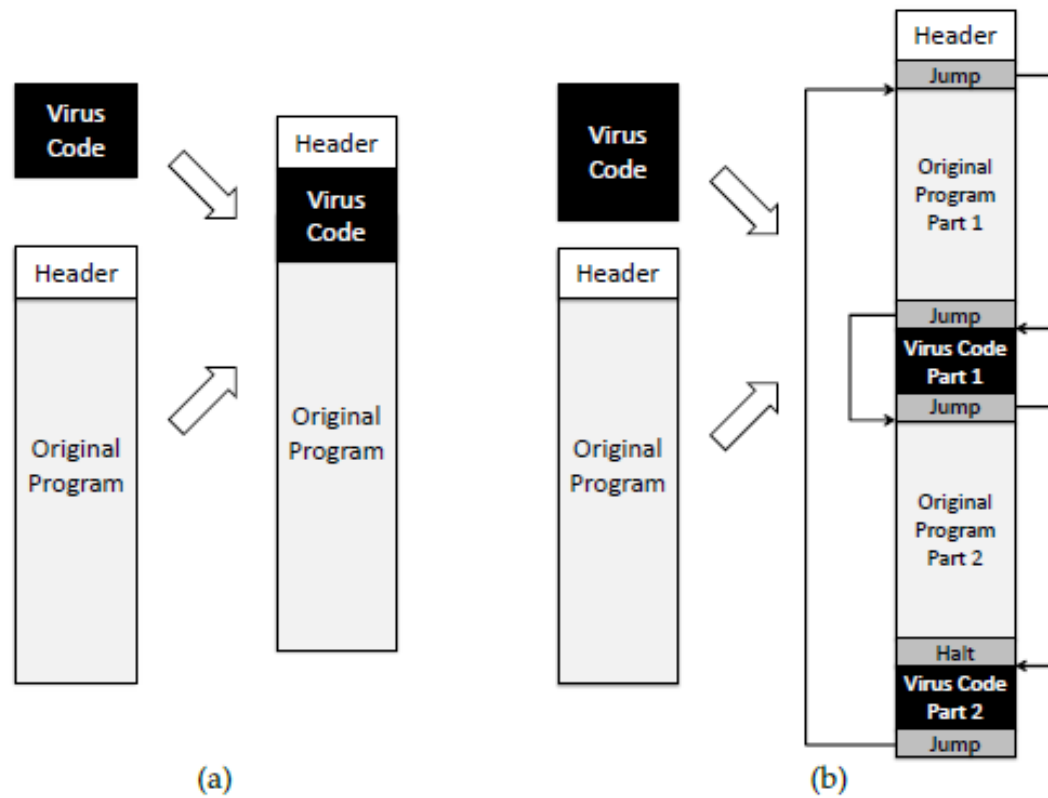 Virus
Code
Header
Original
Program
Header
Virus
Code
Original
Program
(a)
Virus
Code
Header
Original
Program
Header
Jump
Original
Program
Part 1
Jump
Virus Code
Part 1
Jump
Original
Program
Part 2
Halt
Virus Code
Part 2
Jump
(b)